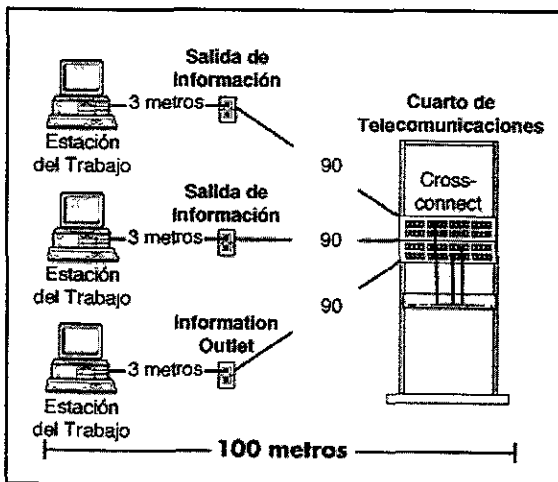 Salida de
Información
3 metros
Estación
del Trabajo
Salida de
Información
3 metros
Estación
del Trabajo
Information
Outlet
3 metros
Estación
del Trabajo
90
90
90
Cuarto de
Telecomunicaciones
Cross-
connect
100 metros